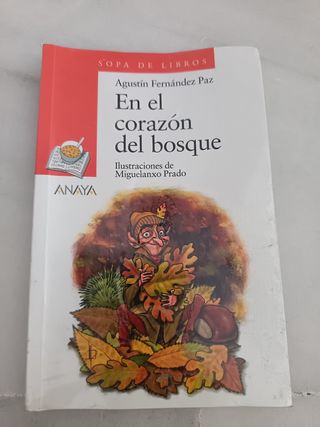 SOPA DE LIBROS
Agustín Fernández Paz
En el
corazón
del bosque
Ilustraciones de
Miguelanxo Prado
ANAYA